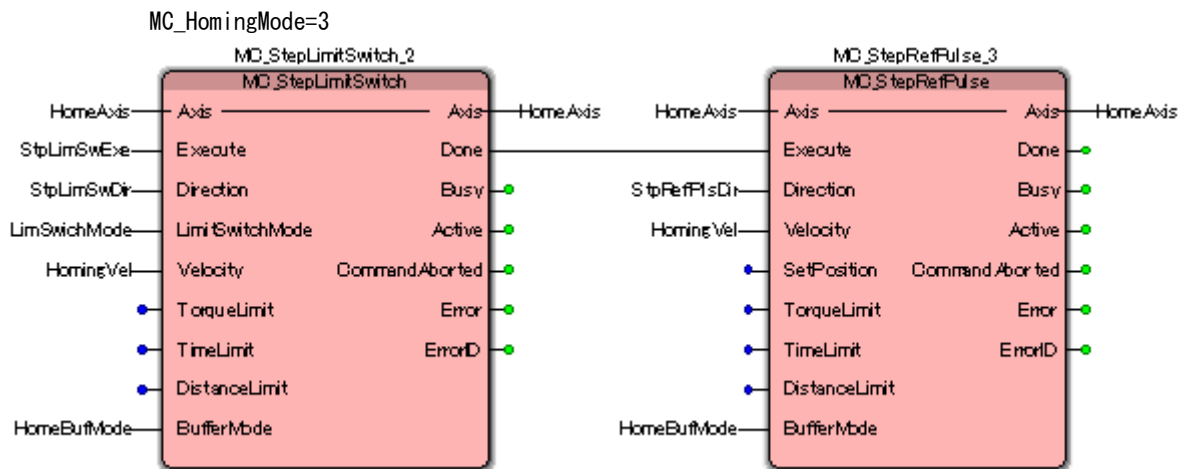 MC_HomingMode=3
MC_StepLimitSwitch_2 MC_StepRefPulse_3
MC_StepLimitSwitch MC_StepRefPulse
HomeAxis Axis Axis HomeAxis HomeAxis Axis Axis HomeAxis
StpLimSwExe Execute Done Execute Done
StpLimSwDir Direction Busy StpRefPlsDir Direction Busy
LimSwichMode LimitSwitchMode Active HomingVel Velocity Active
HomingVel Velocity CommandAborted SetPosition CommandAborted
TorqueLimit Error TorqueLimit Error
TimeLimit ErrorID TimeLimit ErrorID
DistanceLimit DistanceLimit
HomeBufMode BufferMode HomeBufMode BufferMode